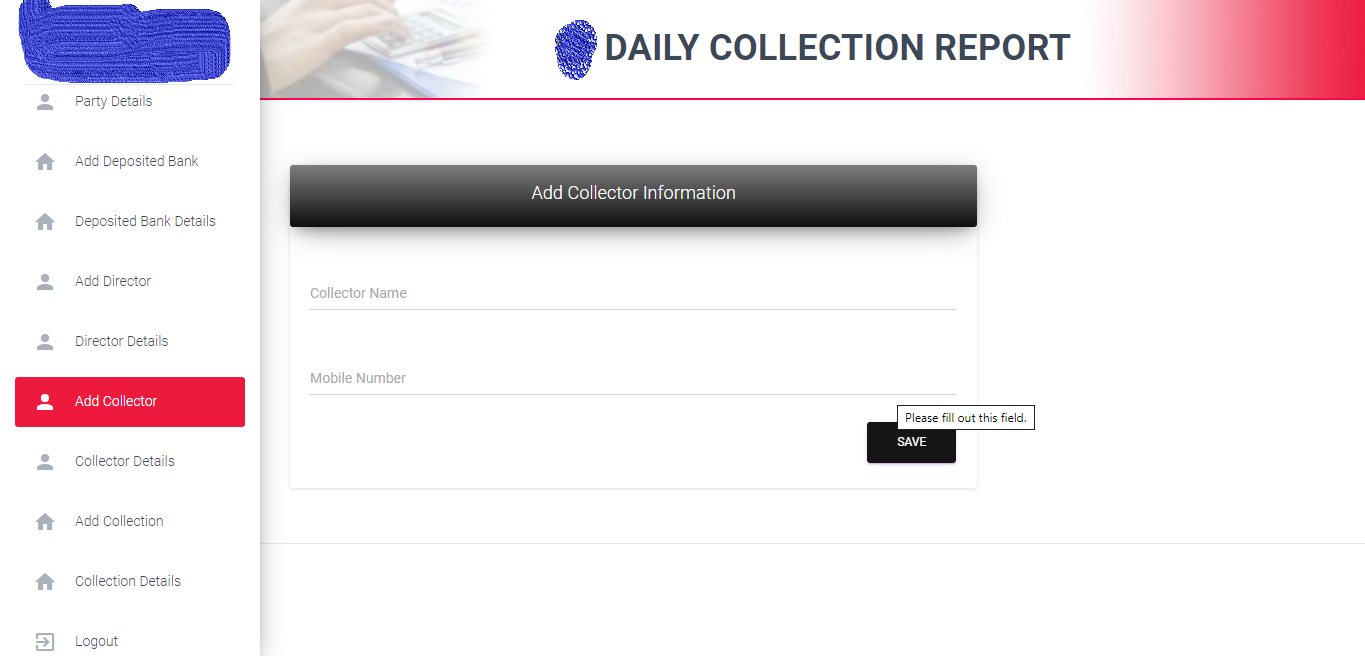 DAILY COLLECTION REPORT
Party Details
Add Deposited Bank
Deposited Bank Details
Add Director
Director Details
Add Collector
Collector Details
Add Collection
Collection Details
Logout
Add Collector Information
Collector Name
Mobile Number
Please fill out this field.
SAVE